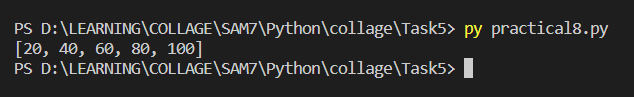 PS D:\LEARNING\COLLAGE\SAM7\Python\collage\Task5> py practical8.py
[20, 40, 60, 80, 100]
PS D:\LEARNING\COLLAGE\SAM7\Python\collage\Task5>